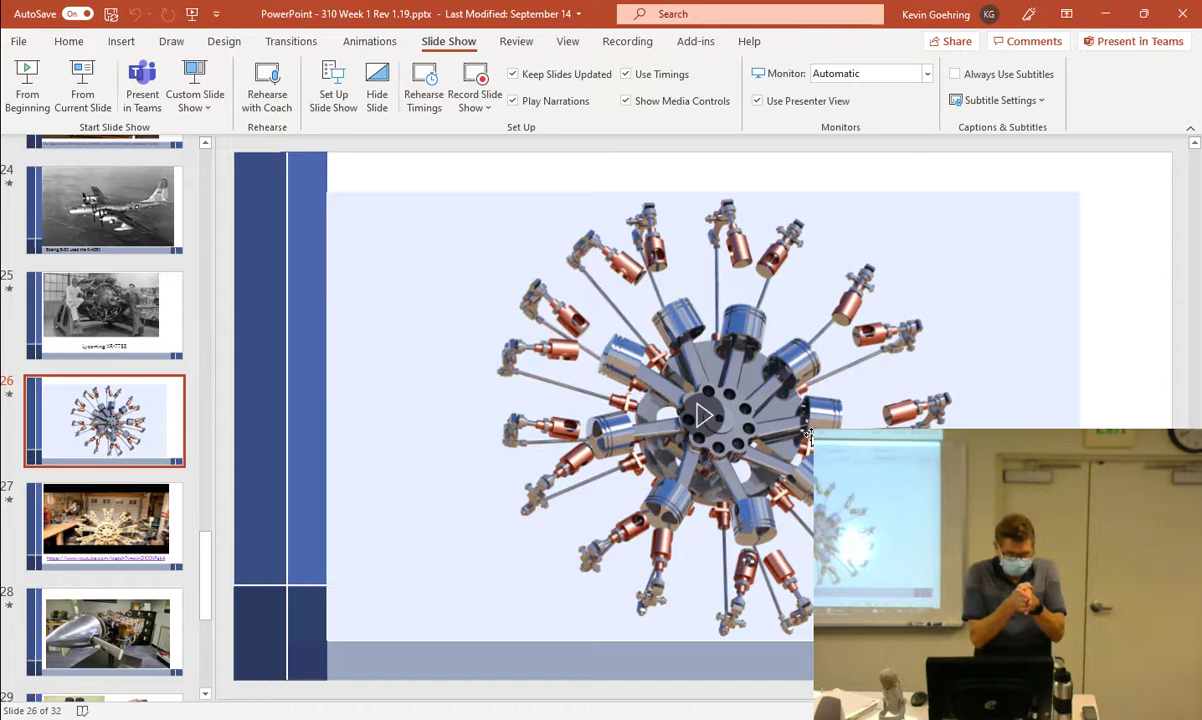 AutoSave On PowerPoint - 310 Week 1 Rev 1.19.pptx - Last Modified: September 14 Search Kevin Goehring KG
File Home Insert Draw Design Transitions Animations Slide Show Review View Recording Add-ins Help Share Comments Present in Teams
From Beginning
From Current Slide
Present in Teams
Custom Slide Show
Rehearse with Coach
Set Up Slide Show
Hide Slide
Rehearse Timings
Record Slide Show
Keep Slides Updated
Play Narrations
Use Timings
Show Media Controls
Monitor: Automatic
Use Presenter View
Always Use Subtitles
Subtitle Settings
Start Slide Show Rehearse Set Up Monitors Captions & Subtitles
24
25
Lycoming XR-7755
26
27
28
29
Slide 26 of 32